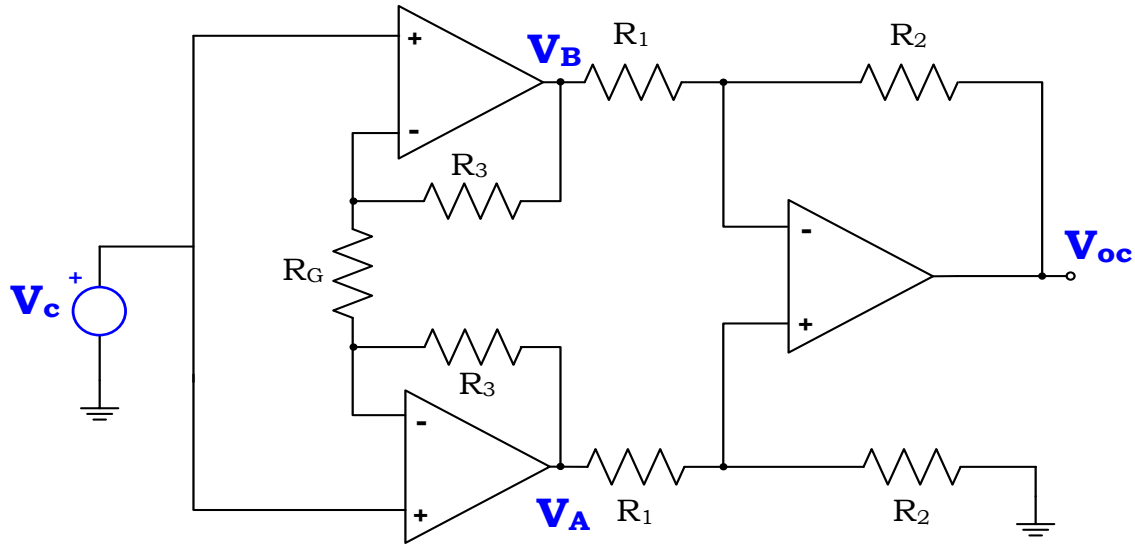 R1
R2
VB
+
-
R3
RG
+
Vc
-
Voc
+
R3
-
+
VA
R1
R2